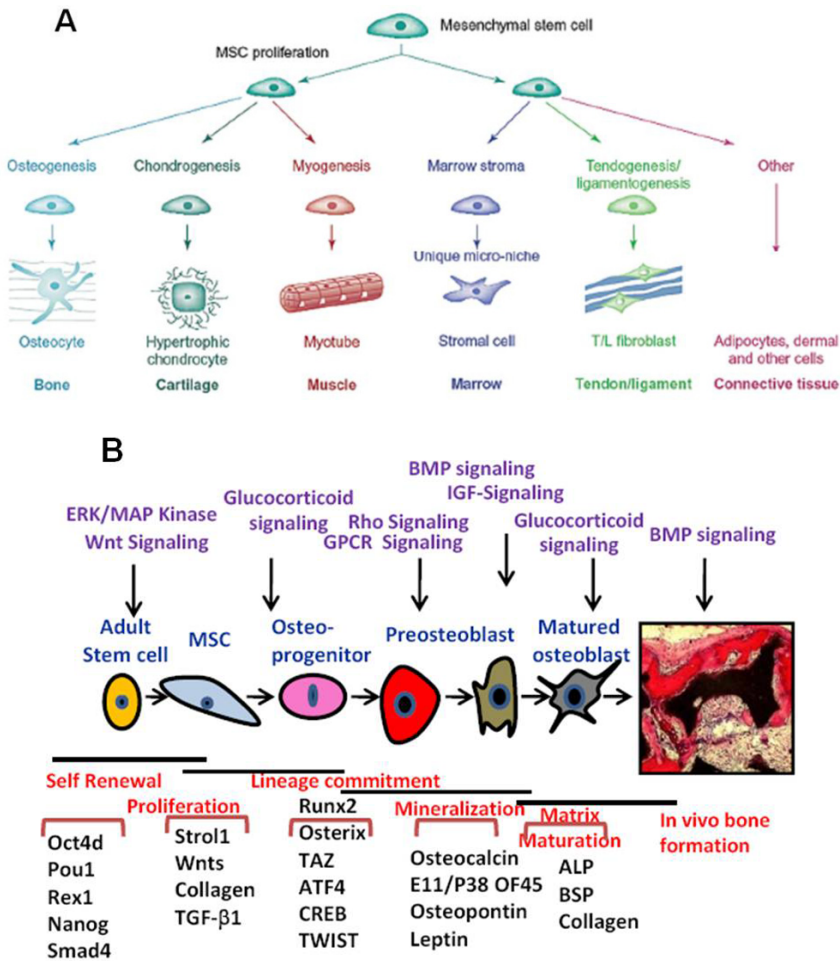 A
Mesenchymal stem cell
MSC proliferation
Osteogenesis
Chondrogenesis
Myogenesis
Marrow stroma
Tendogenesis/
ligamentogenesis
Other
Unique micro-niche
Osteocyte
Hypertrophic
chondrocyte
Myotube
Stromal cell
T/L fibroblast
Adipocytes, dermal
and other cells
Bone
Cartilage
Muscle
Marrow
Tendon/ligament
Connective tissue
B
ERK/MAP Kinase
Wnt Signaling
Glucocorticoid
signaling
Rho Signaling
GPCR Signaling
BMP signaling
IGF-Signaling
Glucocorticoid
signaling
BMP signaling
Adult
Stem cell
MSC
Osteo-
progenitor
Preosteoblast
Matured
osteoblast
Self Renewal
Proliferation
Lineage commitment
Mineralization
Matrix
Maturation
In vivo bone
formation
Oct4d
Pou1
Rex1
Nanog
Smad4
Strol1
Wnts
Collagen
TGF-β1
Runx2
Osterix
TAZ
ATF4
CREB
TWIST
Osteocalcin
E11/P38 OF45
Osteopontin
Leptin
ALP
BSP
Collagen